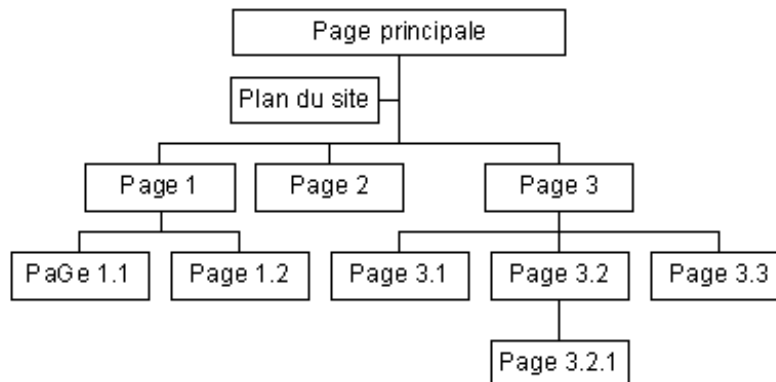 Page principale
Plan du site
Page 1
Page 2
Page 3
PaGe 1.1
Page 1.2
Page 3.1
Page 3.2
Page 3.3
Page 3.2.1